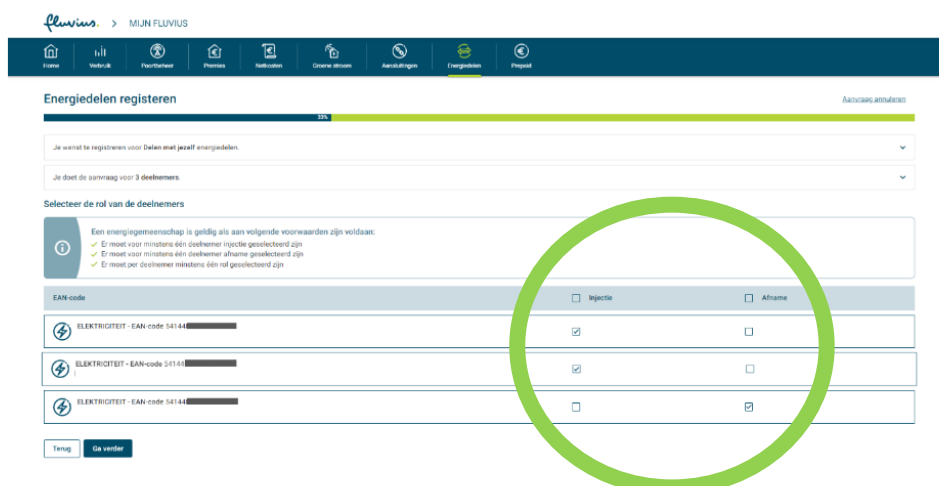 fluvius. > MIJN FLUVIUS
Home Verbruik Poortbeheer Premies Netkosten Groene stroom Aansluitingen Energiedelen Prepaid
Energiedelen registeren
Aanvraag annuleren
33%
Je wenst te registreren voor Delen met jezelf energiedelen.
Je doet de aanvraag voor 3 deelnemers.
Selecteer de rol van de deelnemers
Een energiegemeenschap is geldig als aan volgende voorwaarden zijn voldaan:
Er moet voor minstens één deelnemer injectie geselecteerd zijn
Er moet voor minstens één deelnemer afname geselecteerd zijn
Er moet per deelnemer minstens één rol geselecteerd zijn
EAN-code Injectie Afname
ELEKTRICITEIT - EAN-code 54144
ELEKTRICITEIT - EAN-code 54144
ELEKTRICITEIT - EAN-code 54144
Terug Ga verder